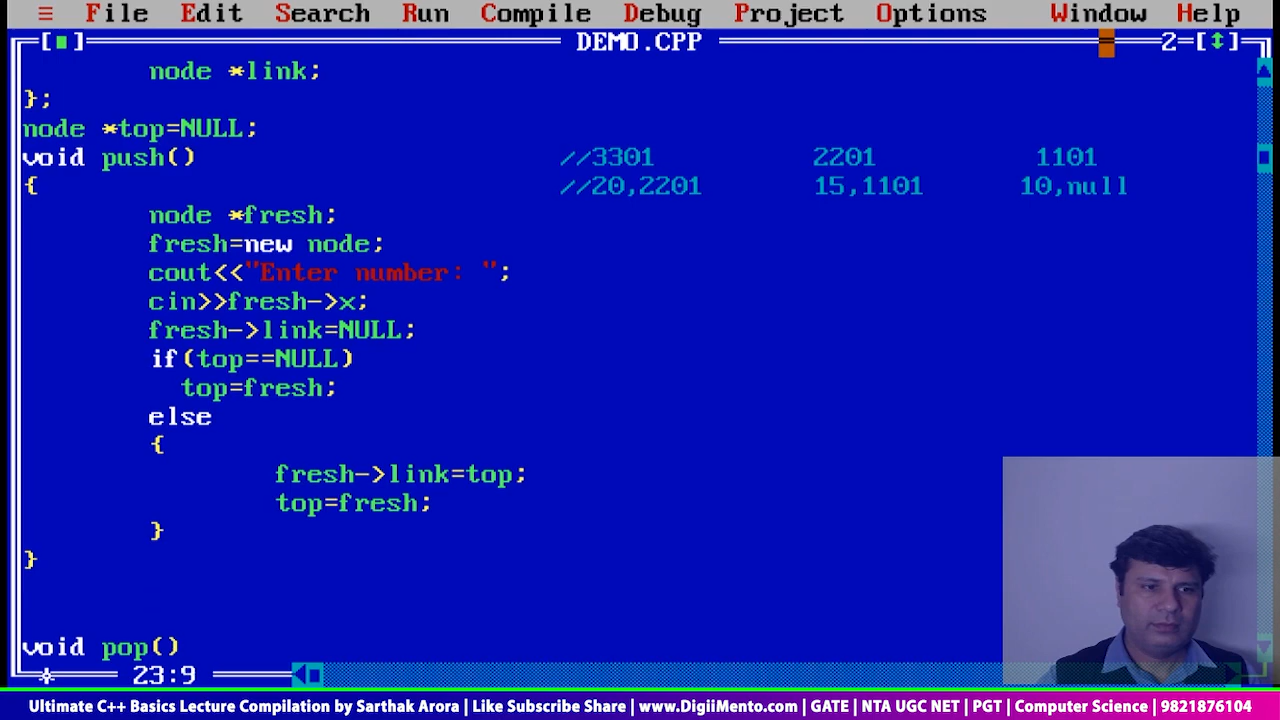 ≡ File Edit Search Run Compile Debug Project Options Window Help
[■] DEMO.CPP 2=[↕]
node *link;
};
node *top=NULL;
void push() //3301 2201 1101
{ //20,2201 15,1101 10,null
node *fresh;
fresh=new node;
cout<<"Enter number: ";
cin>>fresh->x;
fresh->link=NULL;
if(top==NULL)
top=fresh;
else
{
fresh->link=top;
top=fresh;
}
}
void pop()
23:9
Ultimate C++ Basics Lecture Compilation by Sarthak Arora | Like Subscribe Share | www.DigiiMento.com | GATE | NTA UGC NET | PGT | Computer Science | 9821876104